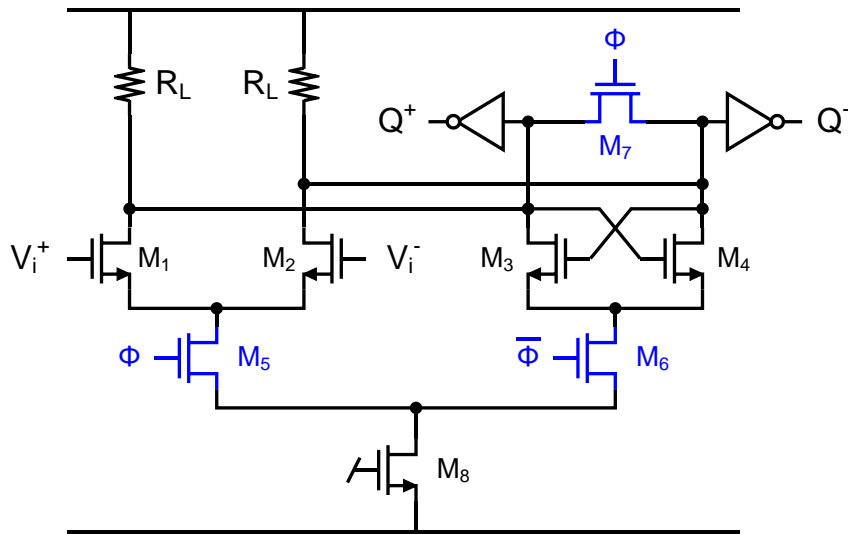 Φ
R_L R_L
Q⁺ Q⁻
M₇
V_i⁺ M₁ M₂ V_i⁻ M₃ M₄
Φ M₅ Φ̅ M₆
M₈